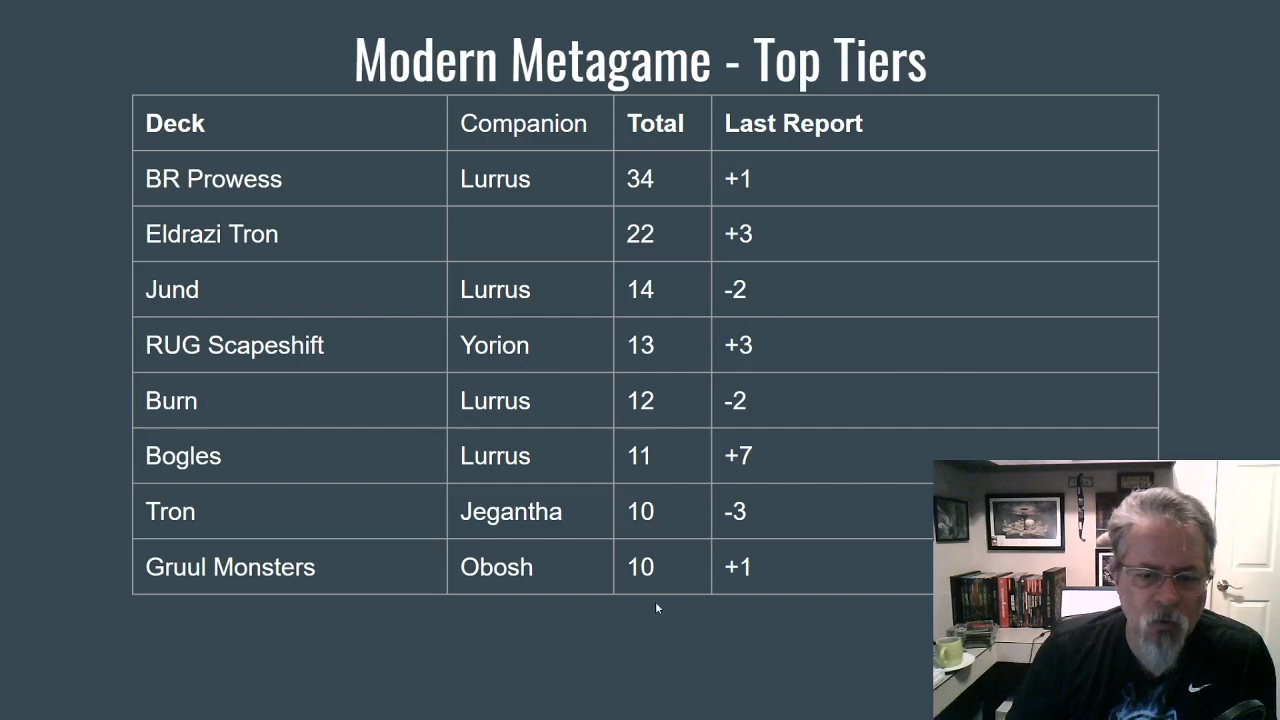 Modern Metagame - Top Tiers
Deck Companion Total Last Report
BR Prowess Lurrus 34 +1
Eldrazi Tron 22 +3
Jund Lurrus 14 -2
RUG Scapeshift Yorion 13 +3
Burn Lurrus 12 -2
Bogles Lurrus 11 +7
Tron Jegantha 10 -3
Gruul Monsters Obosh 10 +1